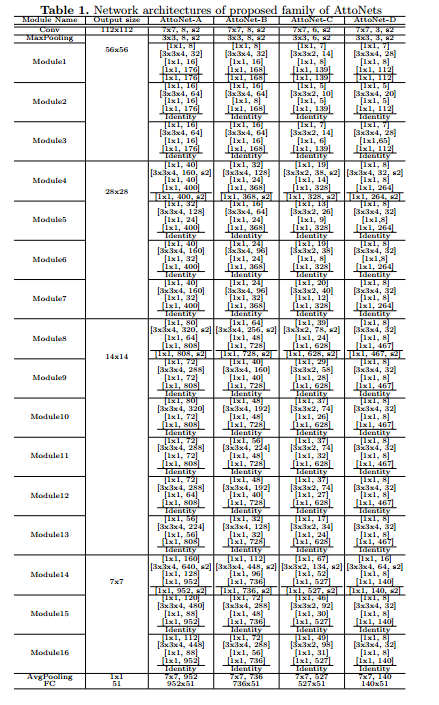 Table 1. Network architectures of proposed family of AttoNets
Module Name Output size AttoNet-A AttoNet-B AttoNet-C AttoNet-D
Conv 112x112 7x7, 8, s2 7x7, 8, s2 7x7, 6, s2 7x7, 3, s2
MaxPooling 3x3, 8, s2 3x3, 8, s2 3x3, 6, s2 3x3, 3, s2
56x56 [1x1, 8] [1x1, 8] [1x1, 7] [1x1, 7]
[3x3x4, 32] [3x3x4, 32] [3x3x2, 14] [3x3x4, 28]
Module1 [1x1, 16] [1x1, 16] [1x1, 8] [1x1, 8]
[1x1, 176] [1x1, 168] [1x1, 139] [1x1, 112]
[1x1, 176] [1x1, 168] [1x1, 139] [1x1, 112]
[1x1, 16] [1x1, 16] [1x1, 5] [1x1, 5]
[3x3x4, 64] [3x3x4, 64] [3x3x2, 10] [3x3x4, 20]
Module2 [1x1, 16] [1x1, 8] [1x1, 5] [1x1, 5]
[1x1, 176] [1x1, 168] [1x1, 139] [1x1, 112]
Identity Identity Identity Identity
[1x1, 16] [1x1, 16] [1x1, 7] [1x1, 7]
[3x3x4, 64] [3x3x4, 64] [3x3x2, 14] [3x3x4, 28]
Module3 [1x1, 16] [1x1, 16] [1x1, 6] [1x1,65]
[1x1, 176] [1x1, 168] [1x1, 139] [1x1, 112]
Identity Identity Identity Identity
[1x1, 40] [1x1, 32] [1x1, 19] [1x1, 8]
[3x3x4, 160, s2] [3x3x4, 128] [3x3x2, 38, s2] [3x3x4, 32, s2]
Module4 [1x1, 40] [1x1, 24] [1x1, 14] [1x1, 8]
28x28 [1x1, 400] [1x1, 368] [1x1, 328] [1x1, 264]
[1x1, 400, s2] [1x1, 368, s2] [1x1, 328, s2] [1x1, 264, s2]
[1x1, 32] [1x1, 16] [1x1, 13] [1x1, 8]
[3x3x4, 128] [3x3x4, 64] [3x3x2, 26] [3x3x4, 32]
Module5 [1x1, 24] [1x1, 24] [1x1, 9] [1x1,8]
[1x1, 400] [1x1, 368] [1x1, 328] [1x1, 264]
Identity Identity Identity Identity
[1x1, 40] [1x1, 24] [1x1, 19] [1x1, 8]
[3x3x4, 160] [3x3x4, 96] [3x3x2, 38] [3x3x4, 32]
Module6 [1x1, 32] [1x1, 24] [1x1, 8] [1x1,8]
[1x1, 400] [1x1, 368] [1x1, 328] [1x1, 264]
Identity Identity Identity Identity
[1x1, 40] [1x1, 24] [1x1, 20] [1x1, 8]
[3x3x4, 160] [3x3x4, 96] [3x3x2, 40] [3x3x4, 32]
Module7 [1x1, 32] [1x1, 32] [1x1, 12] [1x1, 8]
[1x1, 400] [1x1, 368] [1x1, 328] [1x1, 264]
Identity Identity Identity Identity
[1x1, 80] [1x1, 64] [1x1, 39] [1x1, 8]
[3x3x4, 320, s2] [3x3x4, 256, s2] [3x3x2, 78, s2] [3x3x4, 32]
Module8 [1x1, 64] [1x1, 48] [1x1, 24] [1x1, 8]
[1x1, 808] [1x1, 728] [1x1, 628] [1x1, 467]
14x14 [1x1, 808, s2] [1x1, 728, s2] [1x1, 628, s2] [1x1, 467, s2]
[1x1, 72] [1x1, 40] [1x1, 29] [1x1, 8]
[3x3x4, 288] [3x3x4, 160] [3x3x2, 58] [3x3x4, 32]
Module9 [1x1, 72] [1x1, 40] [1x1, 28] [1x1, 8]
[1x1, 808] [1x1, 728] [1x1, 628] [1x1, 467]
Identity Identity Identity Identity
[1x1, 80] [1x1, 48] [1x1, 37] [1x1, 8]
[3x3x4, 320] [3x3x4, 192] [3x3x2, 74] [3x3x4, 32]
Module10 [1x1, 72] [1x1, 48] [1x1, 26] [1x1, 8]
[1x1, 808] [1x1, 728] [1x1, 628] [1x1, 467]
Identity Identity Identity Identity
[1x1, 72] [1x1, 56] [1x1, 37] [1x1, 8]
[3x3x4, 288] [3x3x4, 224] [3x3x2, 74] [3x3x4, 32]
Module11 [1x1, 72] [1x1, 48] [1x1, 32] [1x1, 8]
[1x1, 808] [1x1, 728] [1x1, 628] [1x1, 467]
Identity Identity Identity Identity
[1x1, 72] [1x1, 48] [1x1, 37] [1x1, 8]
[3x3x4, 288] [3x3x4, 192] [3x3x2, 74] [3x3x4, 32]
Module12 [1x1, 64] [1x1, 40] [1x1, 27] [1x1, 8]
[1x1, 808] [1x1, 728] [1x1, 628] [1x1, 467]
Identity Identity Identity Identity
[1x1, 56] [1x1, 32] [1x1, 17] [1x1, 8]
[3x3x4, 224] [3x3x4, 128] [3x3x2, 34] [3x3x4, 32]
Module13 [1x1, 56] [1x1, 32] [1x1, 24] [1x1, 8]
[1x1, 808] [1x1, 728] [1x1, 628] [1x1, 467]
Identity Identity Identity Identity
[1x1, 160] [1x1, 112] [1x1, 67] [1x1, 16]
[3x3x4, 640, s2] [3x3x4, 448, s2] [3x3x2, 134, s2] [3x3x4, 64, s2]
Module14 [1x1, 128] [1x1, 96] [1x1, 52] [1x1, 8]
7x7 [1x1, 952] [1x1, 736] [1x1, 527] [1x1, 140]
[1x1, 952, s2] [1x1, 736, s2] [1x1, 527, s2] [1x1, 140, s2]
[1x1, 120] [1x1, 72] [1x1, 46] [1x1, 8]
[3x3x4, 480] [3x3x4, 288] [3x3x2, 92] [3x3x4, 32]
Module15 [1x1, 88] [1x1, 48] [1x1, 30] [1x1, 8]
[1x1, 952] [1x1, 736] [1x1, 527] [1x1, 140]
Identity Identity Identity Identity
[1x1, 112] [1x1, 72] [1x1, 49] [1x1, 8]
[3x3x4, 448] [3x3x4, 288] [3x3x2, 98] [3x3x4, 32]
Module16 [1x1, 88] [1x1, 56] [1x1, 31] [1x1, 8]
[1x1, 952] [1x1, 736] [1x1, 527] [1x1, 140]
Identity Identity Identity Identity
AvgPooling 1x1 7x7, 952 7x7, 736 7x7, 527 7x7, 140
FC 51 952x51 736x51 527x51 140x51